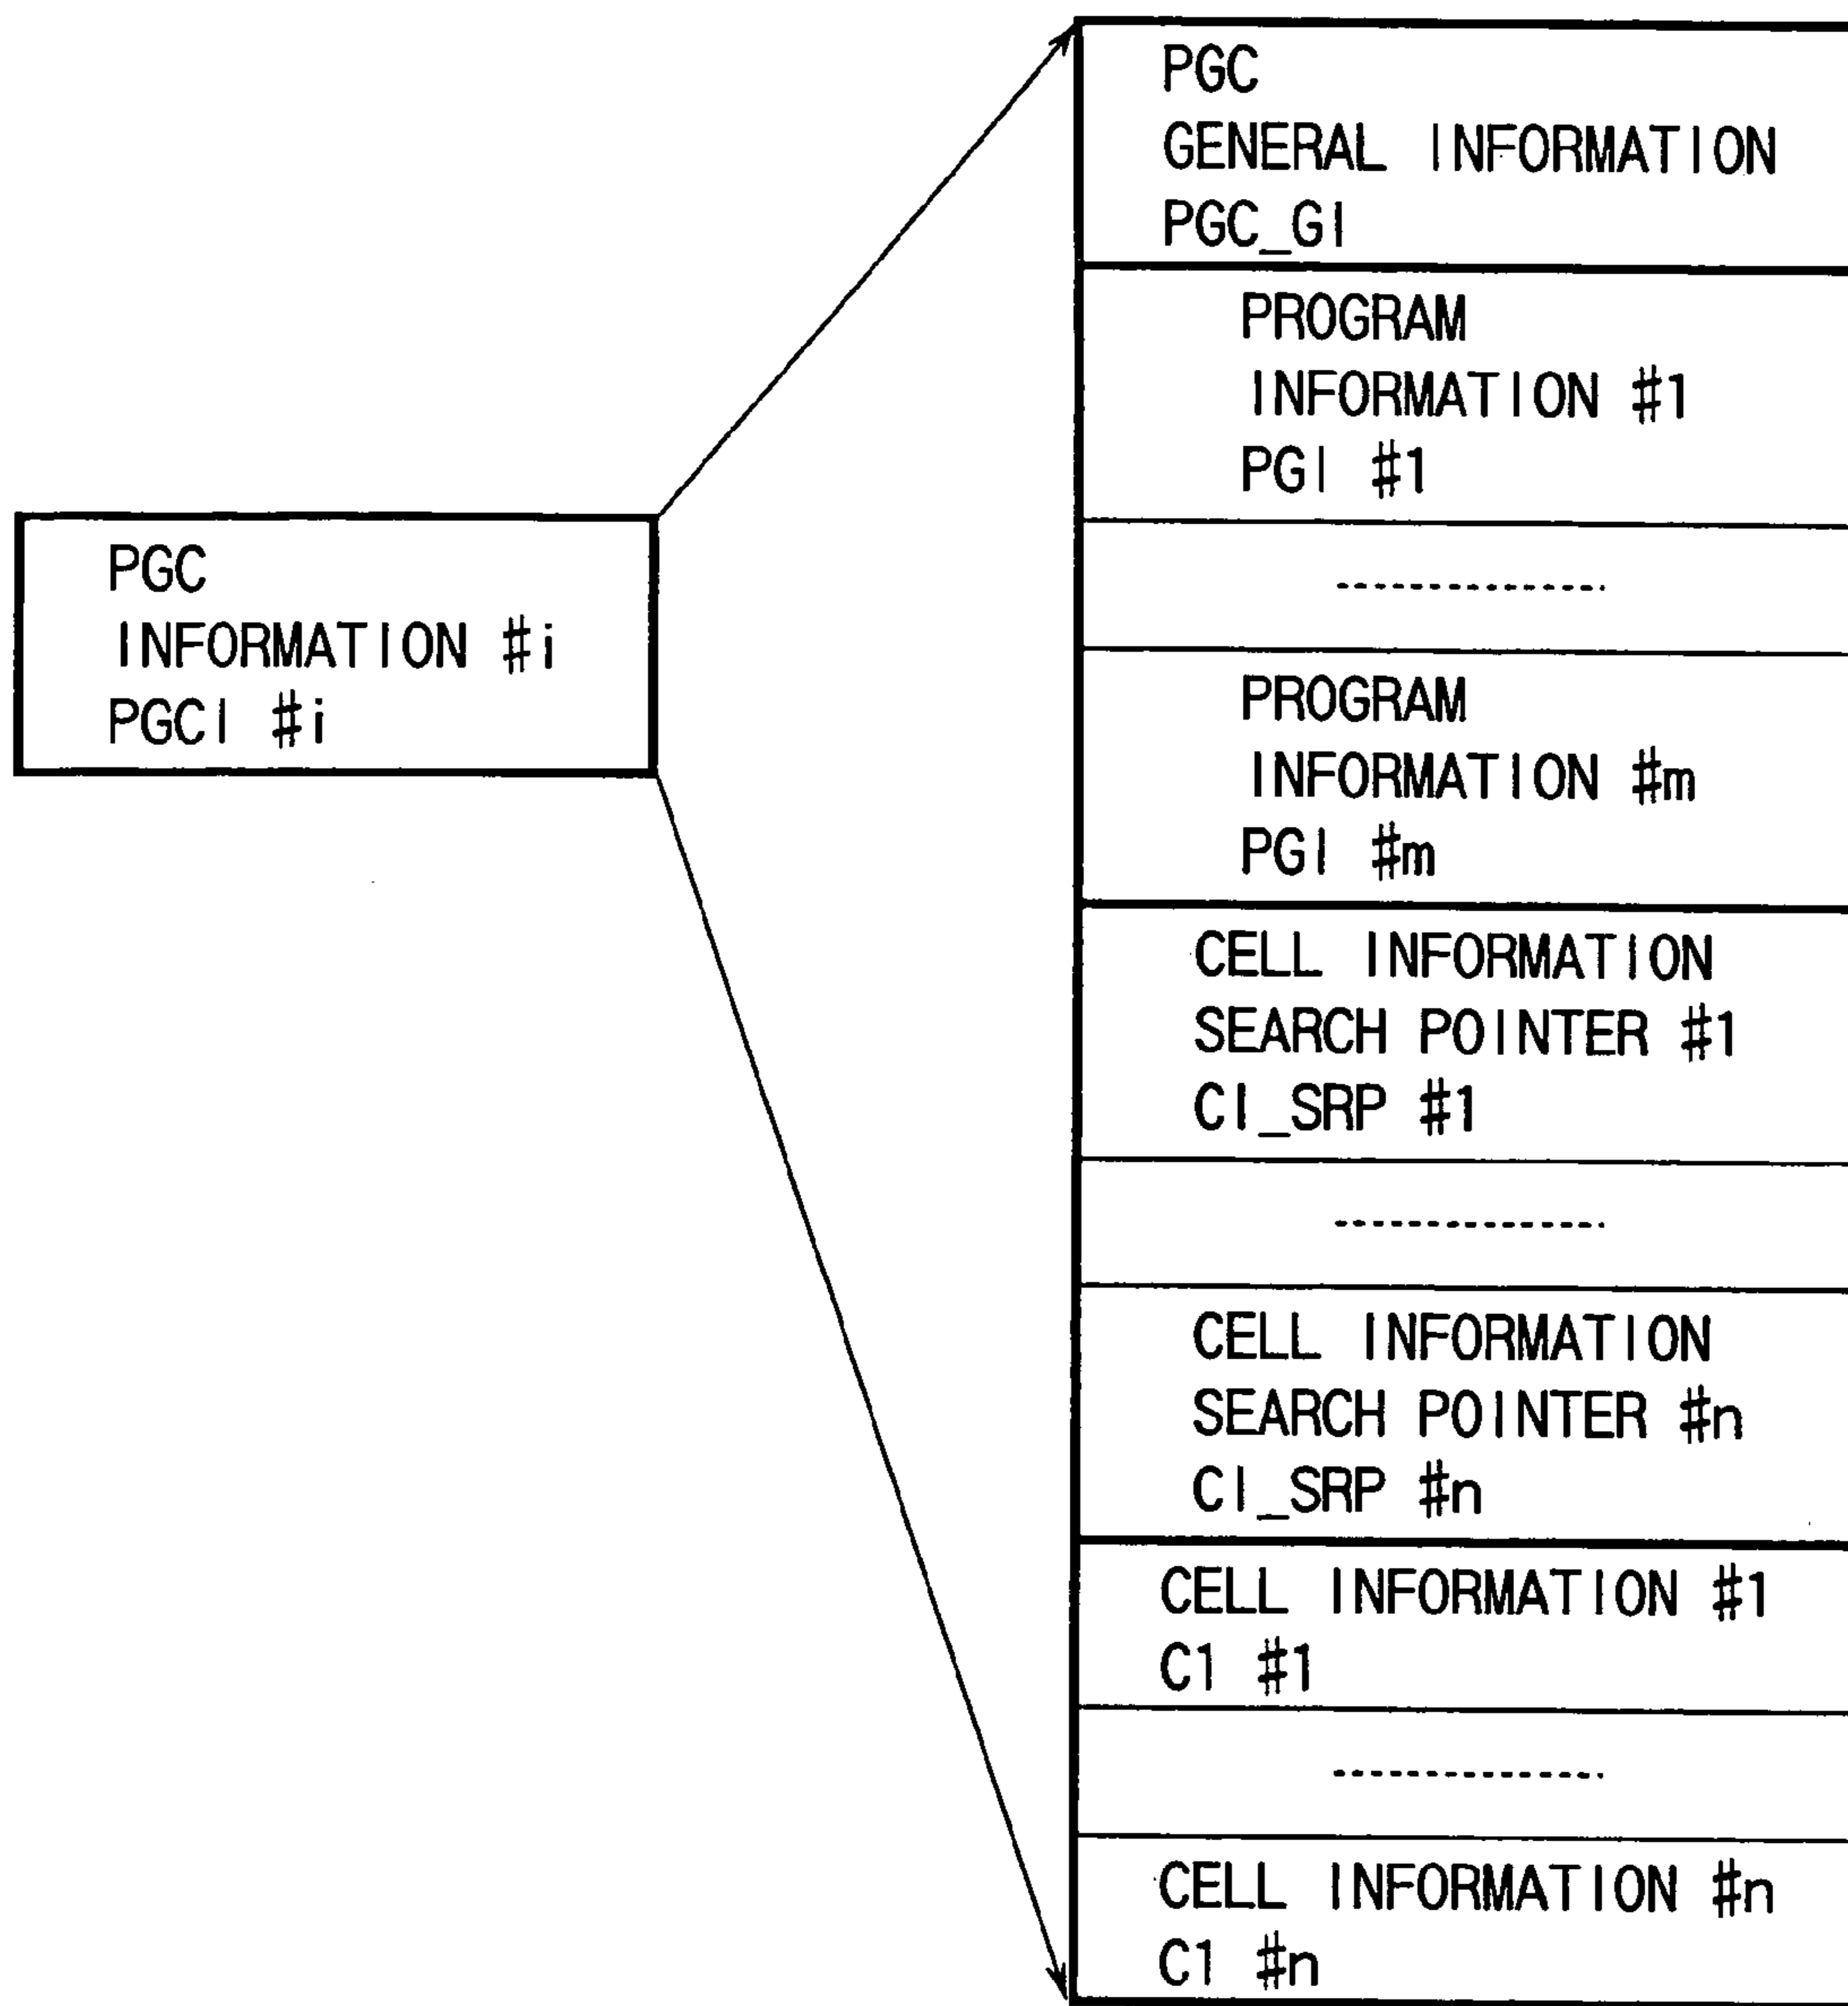 PGC
INFORMATION #i
PGCI #i
PGC
GENERAL INFORMATION
PGC_GI
PROGRAM
INFORMATION #1
PGI #1
PROGRAM
INFORMATION #m
PGI #m
CELL INFORMATION
SEARCH POINTER #1
CI_SRP #1
CELL INFORMATION
SEARCH POINTER #n
CI_SRP #n
CELL INFORMATION #1
C1 #1
CELL INFORMATION #n
C1 #n